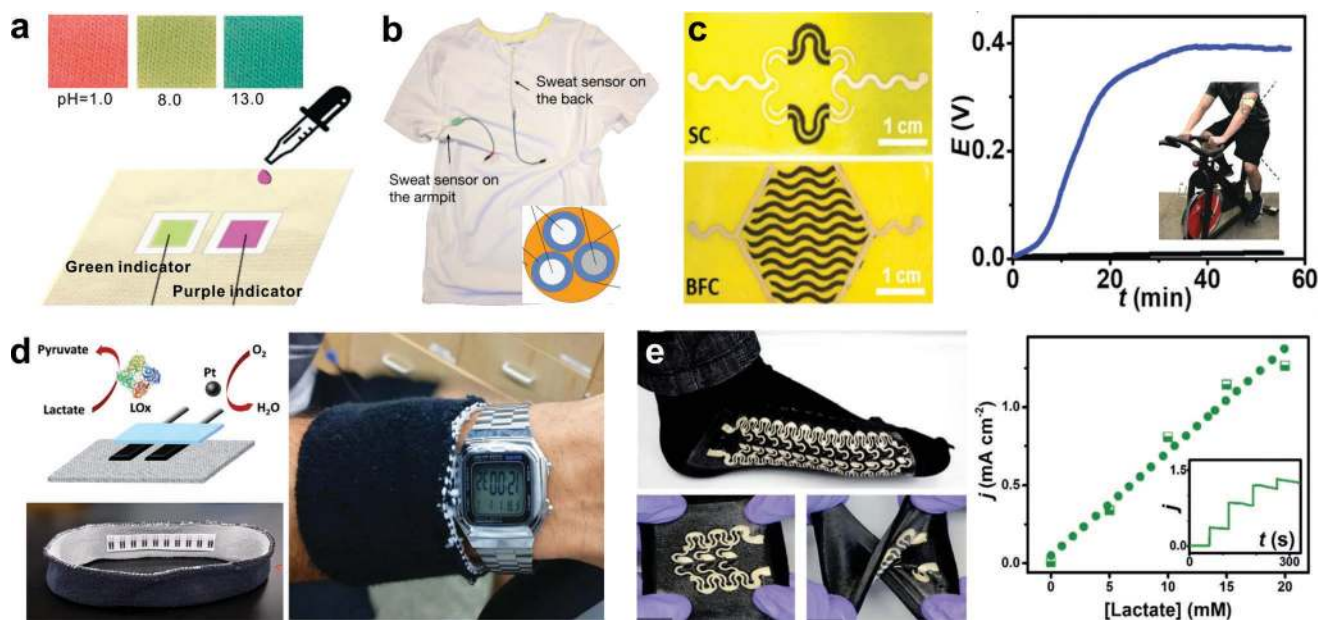 a
pH=1.0
8.0
13.0
Green indicator
Purple indicator
b
Sweat sensor on
the back
Sweat sensor on
the armpit
c
SC
1 cm
BFC
1 cm
E (V)
0.4
0.2
0.0
0
20
40
60
t (min)
d
Pyruvate
Lactate
LOx
Pt
O₂
H₂O
e
j (mA cm⁻²)
1.0
0.5
0.0
0
5
10
15
20
[Lactate] (mM)
j
1.5
0.0
0
300
t (s)